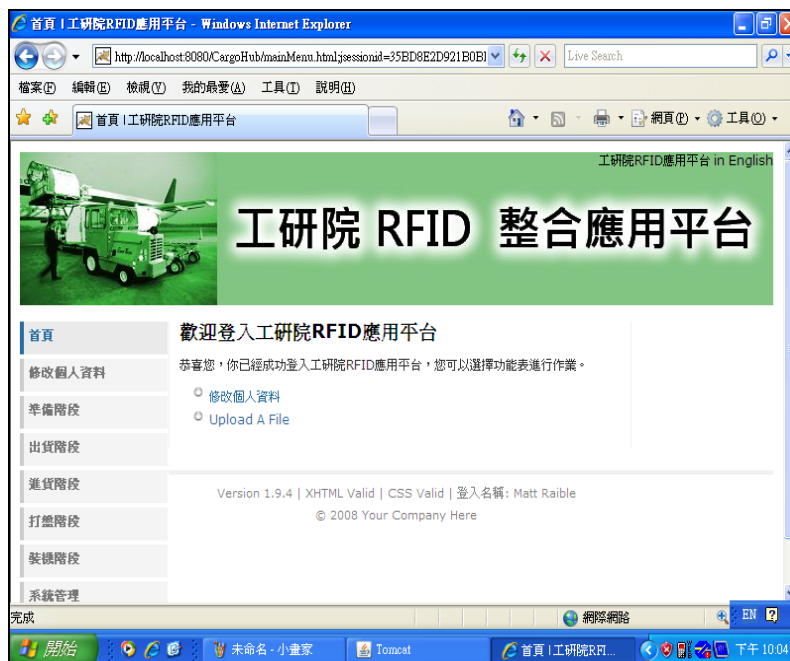 首頁 | 工研院RFID應用平台 - Windows Internet Explorer
http://localhost:8080/CargoHub/mainMenu.html;jsessionid=35BD8E2D921B0B
Live Search
檔案(F) 編輯(E) 檢視(V) 我的最愛(A) 工具(T) 說明(H)
首頁 | 工研院RFID應用平台
網頁(P) 工具(O)
工研院RFID應用平台 in English
工研院 RFID 整合應用平台
首頁
修改個人資料
準備階段
出貨階段
進貨階段
打盤階段
裝機階段
系統管理
歡迎登入工研院RFID應用平台
恭喜您，你已經成功登入工研院RFID應用平台，您可以選擇功能表進行作業。
修改個人資料
Upload A File
Version 1.9.4 | XHTML Valid | CSS Valid | 登入名稱: Matt Raible
© 2008 Your Company Here
完成
網際網路
EN
開始
未命名 - 小畫家
Tomcat
首頁 | 工研院RFI...
下午 10:04